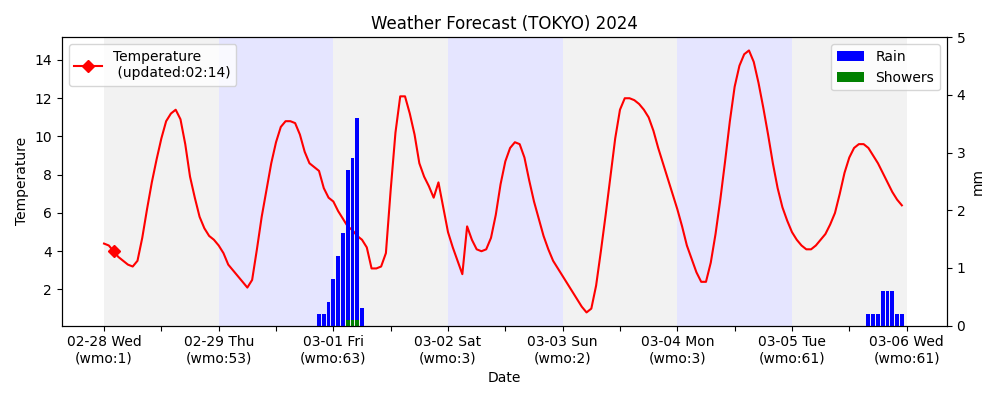 Weather Forecast (TOKYO) 2024
Temperature
(updated:02:14)
Rain
Showers
Temperature
14
12
10
8
6
4
2
5
4
3
2
1
0
mm
02-28 Wed
(wmo:1)
02-29 Thu
(wmo:53)
03-01 Fri
(wmo:63)
03-02 Sat
(wmo:3)
03-03 Sun
(wmo:2)
03-04 Mon
(wmo:3)
03-05 Tue
(wmo:61)
03-06 Wed
(wmo:61)
Date